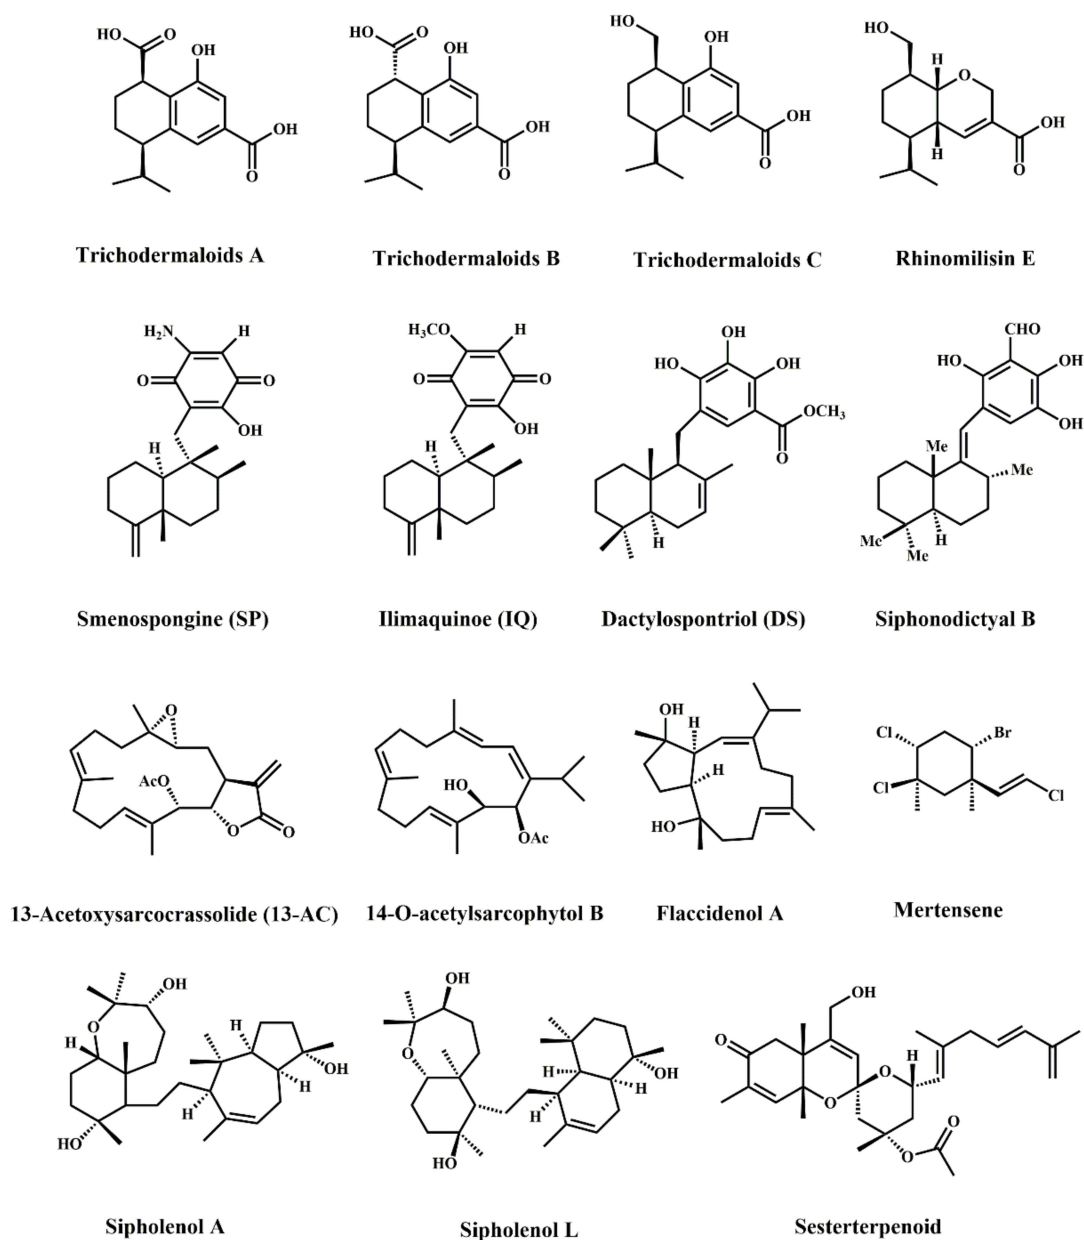 HO
O
OH
OH
O
Trichodermaloids A
HO
O
OH
OH
O
Trichodermaloids B
HO
OH
OH
O
Trichodermaloids C
HO
H
O
H
OH
O
Rhinomilisin E
H₂N
H
O
O
OH
H
Smenospongine (SP)
H₃CO
H
O
O
OH
H
Ilimaquinoe (IQ)
OH
HO
OH
OCH₃
O
H
Dactylospontriol (DS)
CHO
HO
OH
OH
Me
Me
Me
Me
H
Siphonodictyal B
O
AcO
O
O
13-Acetoxysarcocrassolide (13-AC)
HO
OAc
14-O-acetylsarcophytol B
OH
H
H
HO
Flaccidenol A
Cl
Br
Cl
Cl
Mertensene
OH
O
H
H
OH
H
H
HO
Sipholenol A
OH
O
H
OH
H
H
HO
Sipholenol L
OH
O
H
O
O
O
O
Sesterterpenoid